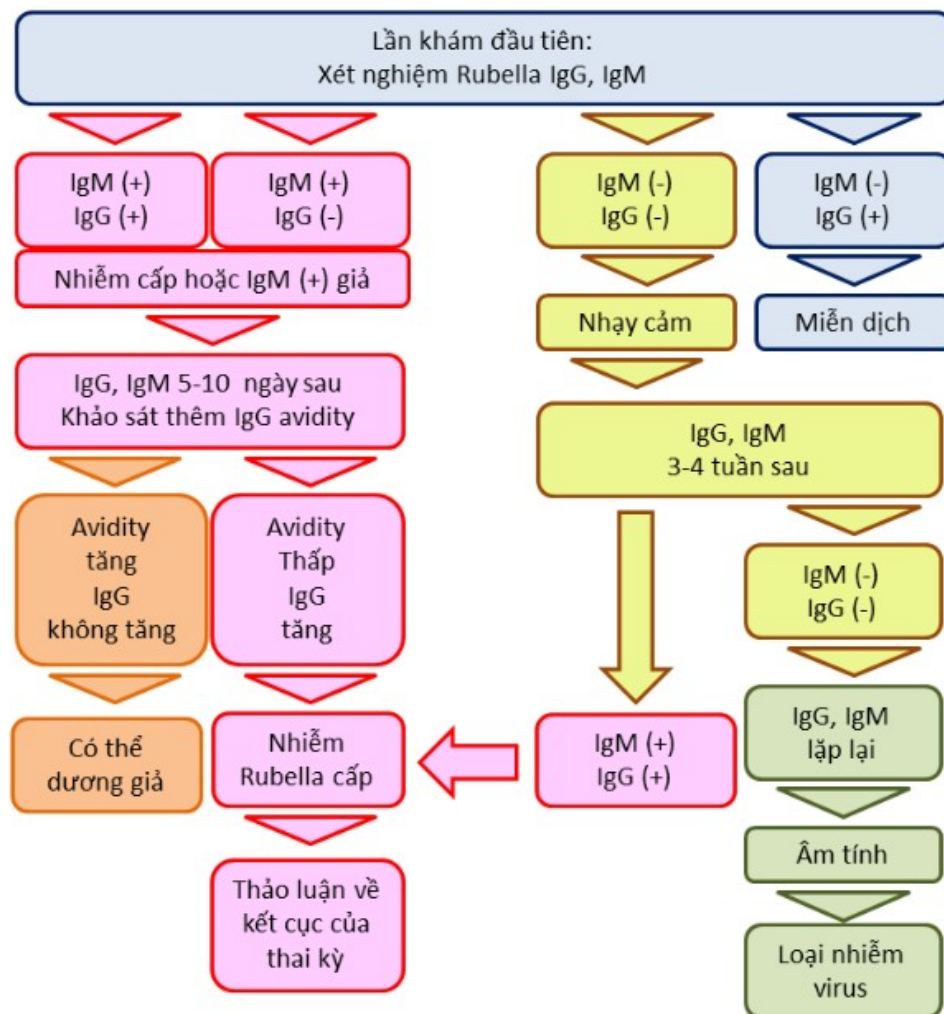 Lần khám đầu tiên:
Xét nghiệm Rubella IgG, IgM
IgM (+)
IgG (+)
IgM (+)
IgG (-)
IgM (-)
IgG (-)
IgM (-)
IgG (+)
Nhiễm cấp hoặc IgM (+) giả
Nhạy cảm
Miễn dịch
IgG, IgM 5-10 ngày sau
Khảo sát thêm IgG avidity
IgG, IgM
3-4 tuần sau
Avidity
tăng
IgG
không tăng
Avidity
Thấp
IgG
tăng
IgM (-)
IgG (-)
Có thể
dương giả
Nhiễm
Rubella cấp
IgM (+)
IgG (+)
IgG, IgM
lặp lại
Âm tính
Thảo luận về
kết cục của
thai kỳ
Loại nhiễm
virus